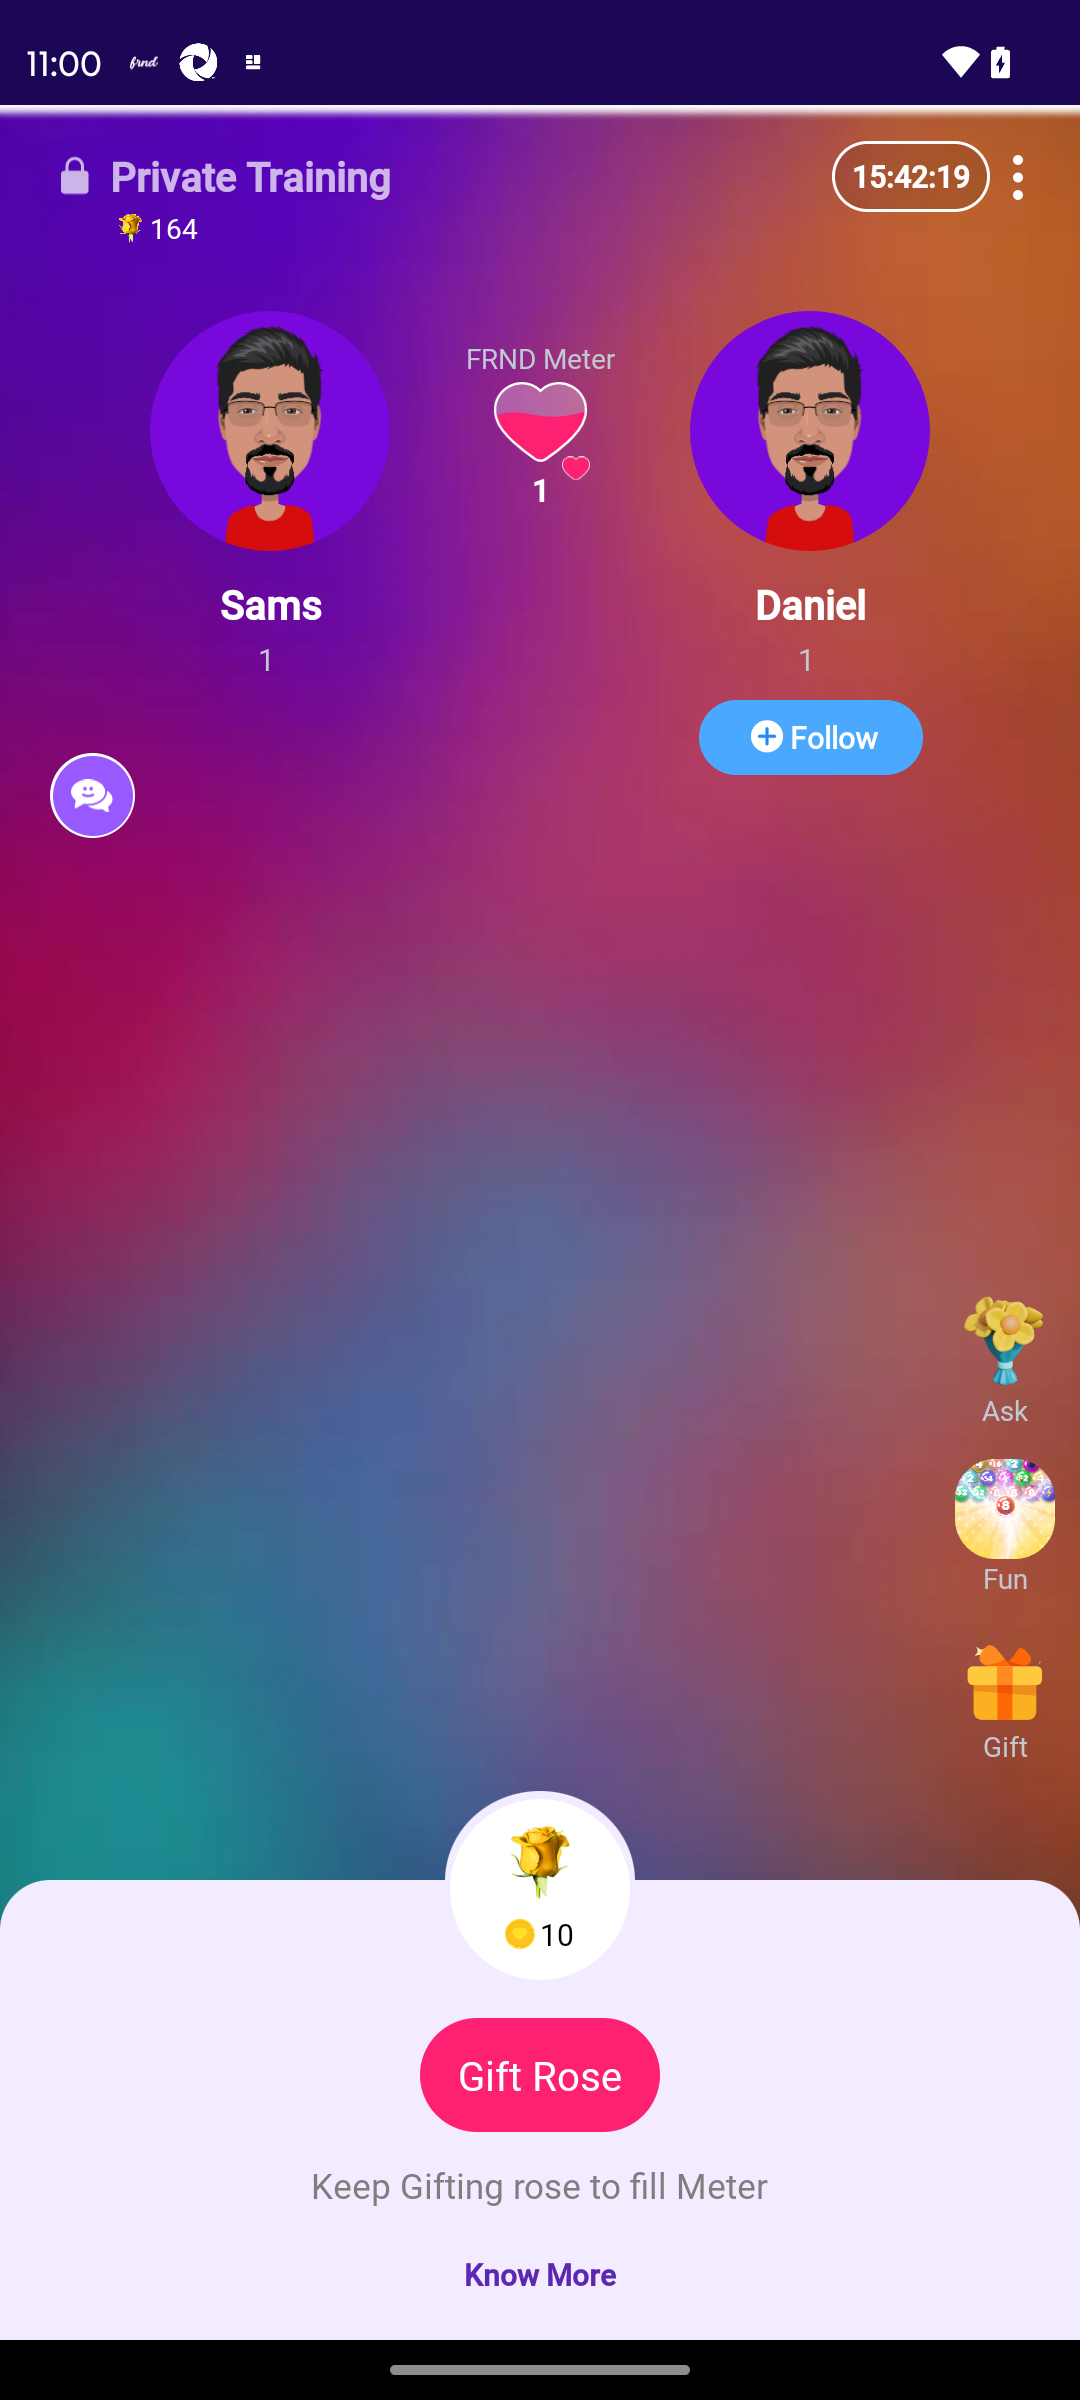 11:00
frnd
Private Training
15:42:19
164
FRND Meter
1
Sams
Daniel
1
1
Follow
Ask
8
Fun
Gift
10
Gift Rose
Keep Gifting rose to fill Meter
Know More